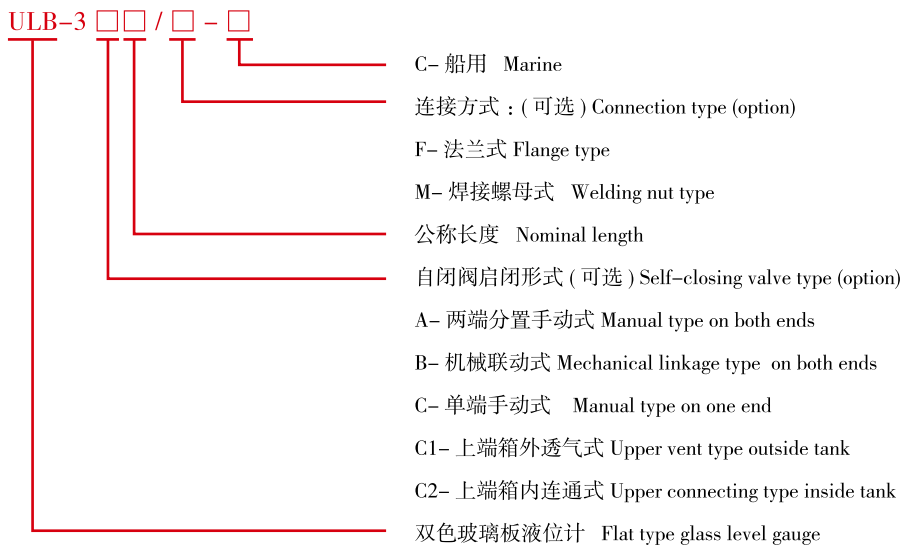 ULB-3 □□ / □ - □
C- 船用 Marine
连接方式：( 可选 ) Connection type (option)
F- 法兰式 Flange type
M- 焊接螺母式 Welding nut type
公称长度 Nominal length
自闭阀启闭形式 ( 可选 ) Self-closing valve type (option)
A- 两端分置手动式 Manual type on both ends
B- 机械联动式 Mechanical linkage type on both ends
C- 单端手动式 Manual type on one end
C1- 上端箱外透气式 Upper vent type outside tank
C2- 上端箱内连通式 Upper connecting type inside tank
双色玻璃板液位计 Flat type glass level gauge